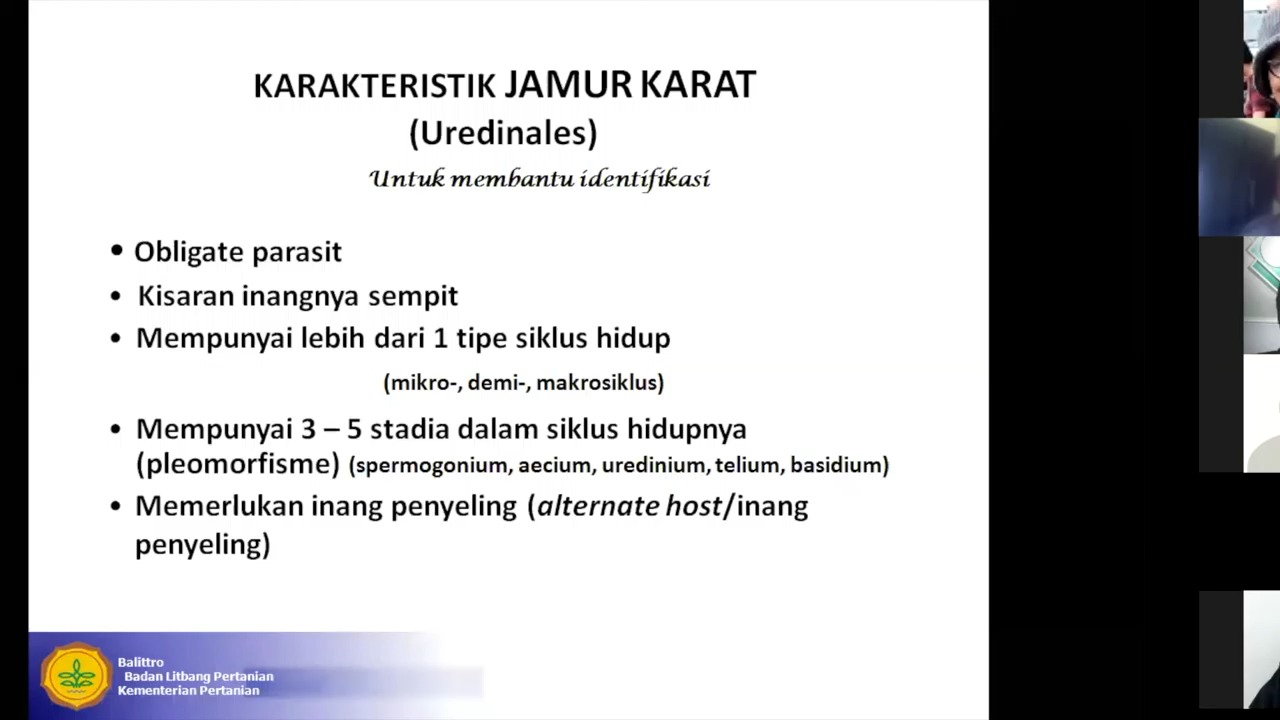 KARAKTERISTIK JAMUR KARAT
(Uredinales)
Untuk membantu identifikasi
• Obligate parasit
• Kisaran inangnya sempit
• Mempunyai lebih dari 1 tipe siklus hidup
(mikro-, demi-, makrosiklus)
• Mempunyai 3 – 5 stadia dalam siklus hidupnya
(pleomorfisme) (spermogonium, aecium, uredinium, telium, basidium)
• Memerlukan inang penyeling (alternate host/inang
penyeling)
Balittro
Badan Litbang Pertanian
Kementerian Pertanian